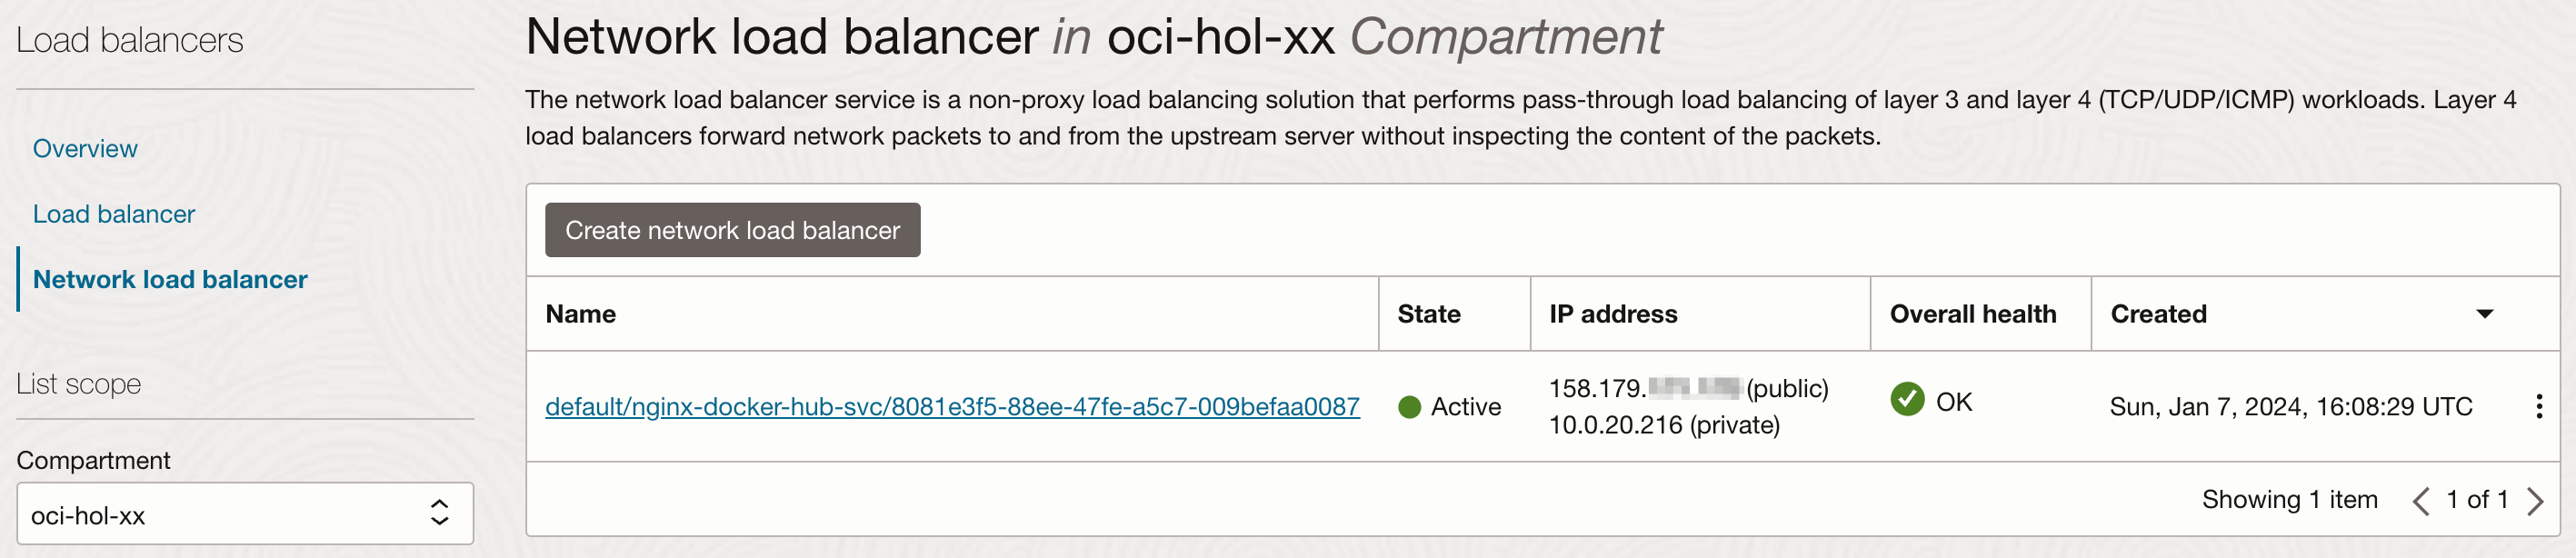 Load balancers
Overview
Load balancer
Network load balancer
List scope
Compartment
oci-hol-xx
Network load balancer in oci-hol-xx Compartment
The network load balancer service is a non-proxy load balancing solution that performs pass-through load balancing of layer 3 and layer 4 (TCP/UDP/ICMP) workloads. Layer 4
load balancers forward network packets to and from the upstream server without inspecting the content of the packets.
Create network load balancer
Name State IP address Overall health Created
default/nginx-docker-hub-svc/8081e3f5-88ee-47fe-a5c7-009befaa0087 Active 158.179. (public) OK Sun, Jan 7, 2024, 16:08:29 UTC
10.0.20.216 (private)
Showing 1 item 1 of 1